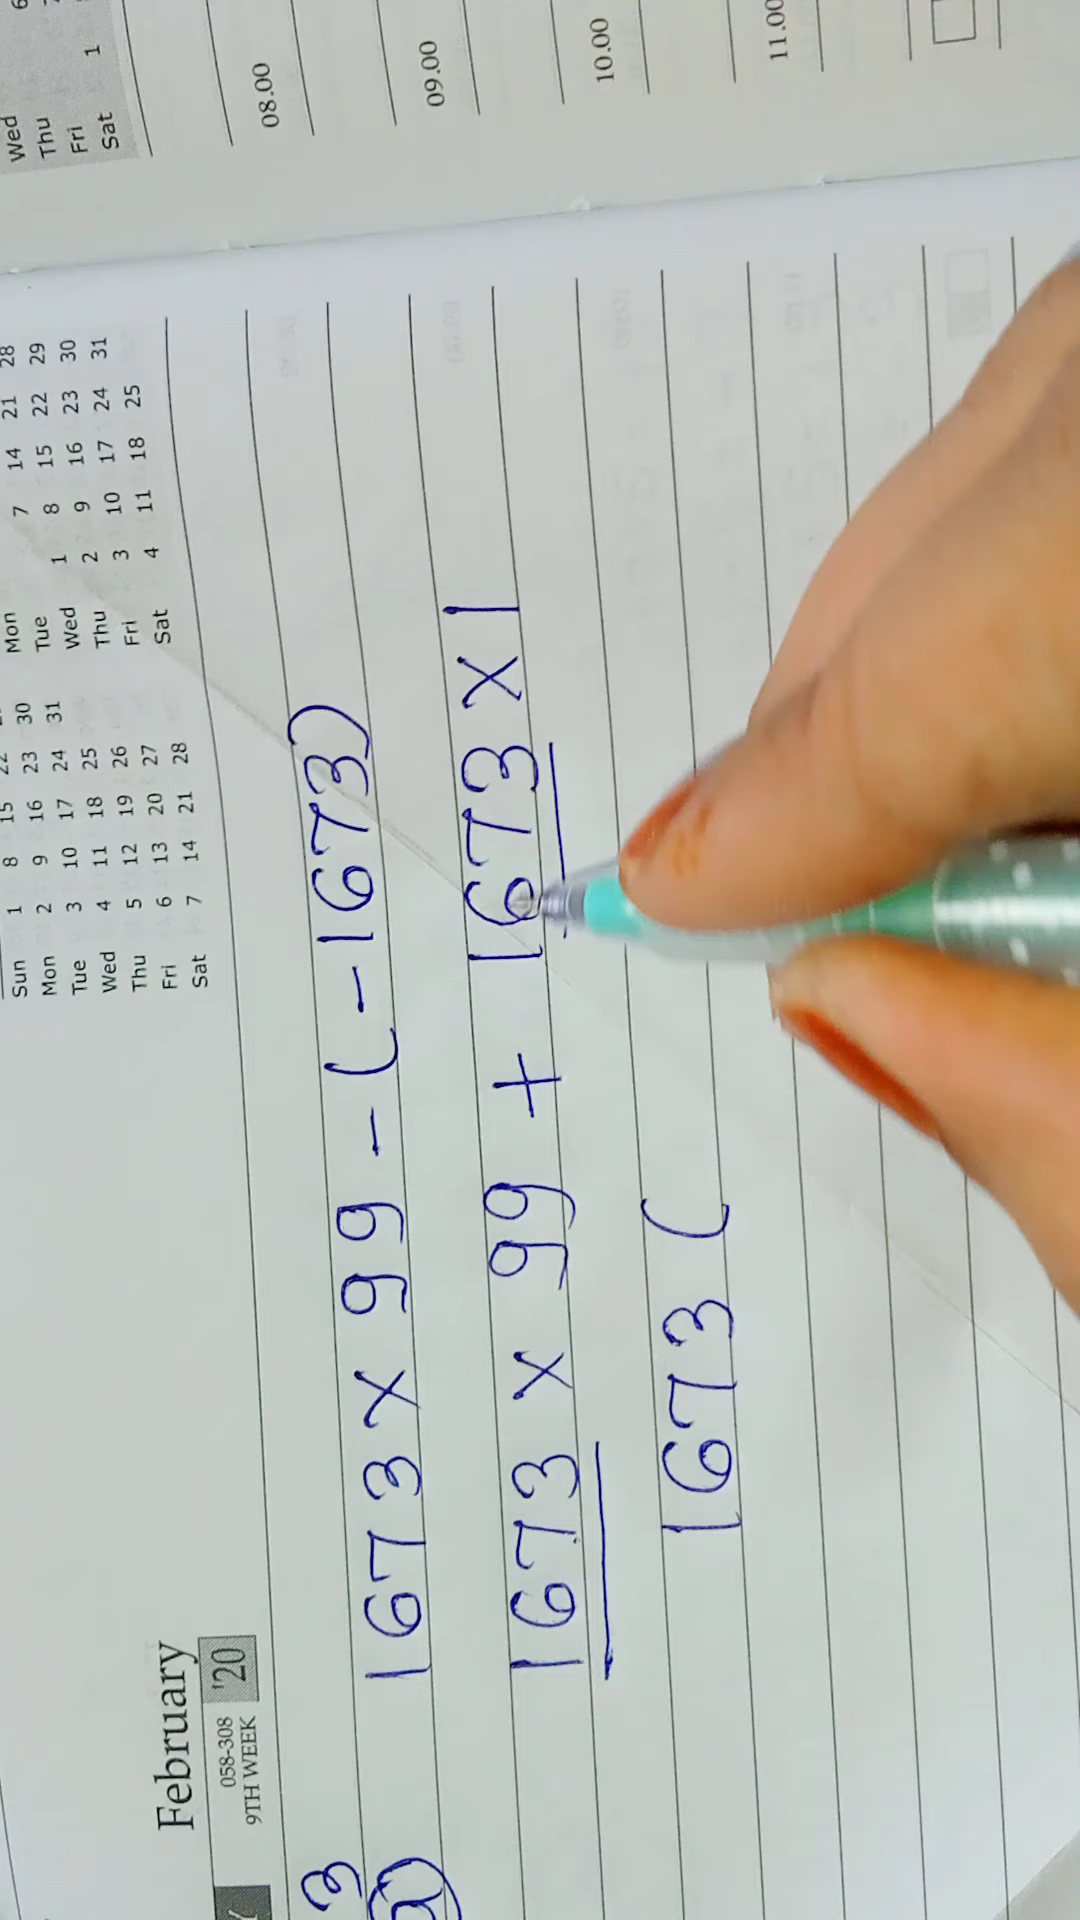 Wed
Thu
Fri
Sat 1
08.00
09.00
10.00
11.00
Sun 1 8 15 22
Mon 2 9 16 23 30
Tue 3 10 17 24 31
Wed 4 11 18 25
Thu 5 12 19 26
Fri 6 13 20 27
Sat 7 14 21 28
Mon 7 14 21 28
Tue 1 8 15 22 29
Wed 2 9 16 23 30
Thu 3 10 17 24 31
Fri 4 11 18 25
Sat
February
058-308 '20
9TH WEEK
3
a) 1673 × 99 - (-1673)
1673 × 99 + 1673 × 1
1673 (